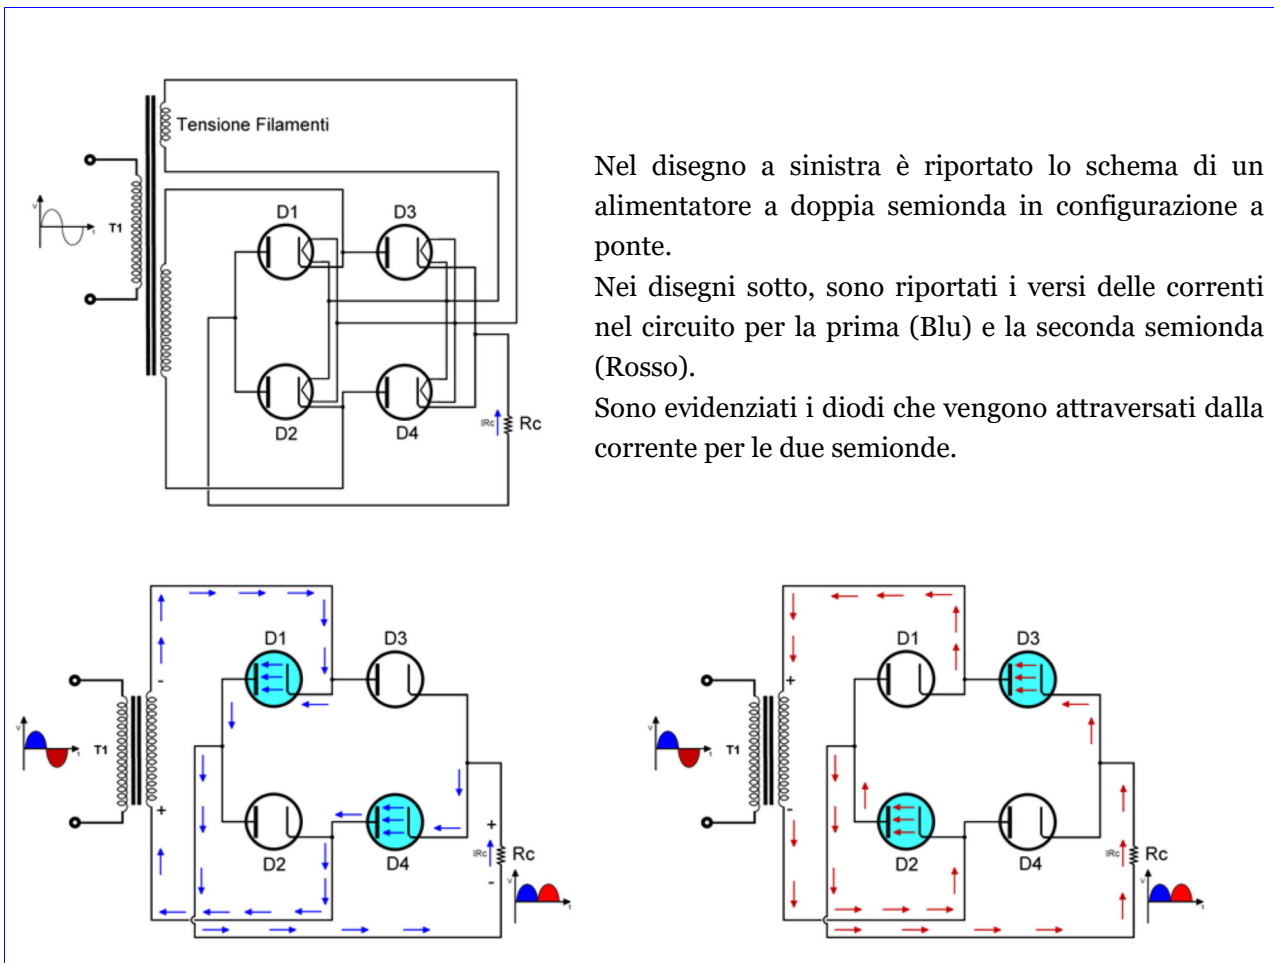 Tensione Filamenti
V
t
T1
D1
D3
D2
D4
IRc
Rc
Nel disegno a sinistra è riportato lo schema di un
alimentatore a doppia semionda in configurazione a
ponte.
Nei disegni sotto, sono riportati i versi delle correnti
nel circuito per la prima (Blu) e la seconda semionda
(Rosso).
Sono evidenziati i diodi che vengono attraversati dalla
corrente per le due semionde.
D1
D3
-
V
t
T1
+
D2
D4
+
IRc
Rc
-
V
t
D1
D3
+
V
t
T1
-
D2
D4
IRc
Rc
V
t